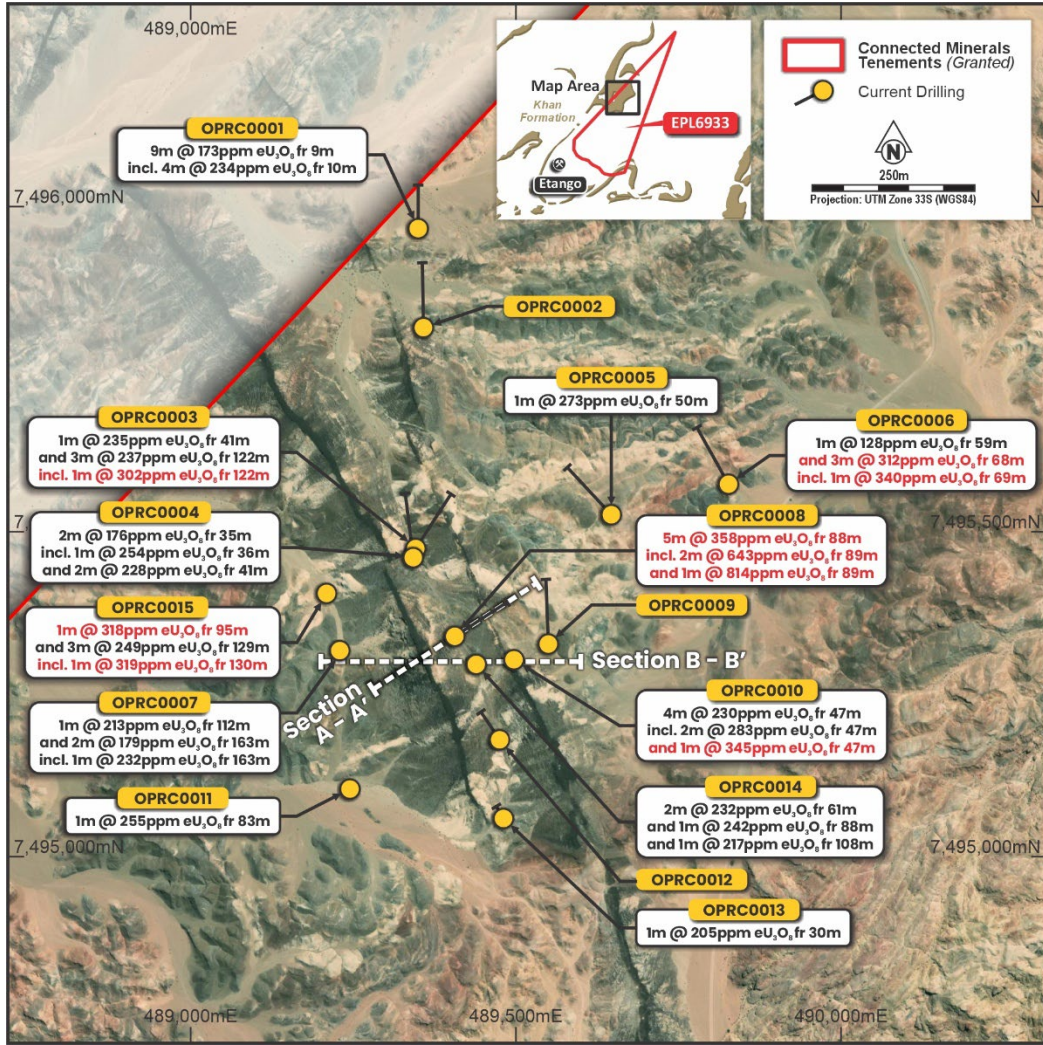 489,000mE
OPRC0001
9m @ 173ppm eU₃O₈ fr 9m
incl. 4m @ 234ppm eU₃O₈ fr 10m
7,496,000mN
Map Area
Khan
Formation
EPL6933
Etango
Connected Minerals
Tenements (Granted)
Current Drilling
N
250m
Projection: UTM Zone 33S (WGS84)
OPRC0002
OPRC0005
1m @ 273ppm eU₃O₈ fr 50m
OPRC0003
1m @ 235ppm eU₃O₈ fr 41m
and 3m @ 237ppm eU₃O₈ fr 122m
incl. 1m @ 302ppm eU₃O₈ fr 122m
OPRC0006
1m @ 128ppm eU₃O₈ fr 59m
and 3m @ 312ppm eU₃O₈ fr 68m
incl. 1m @ 340ppm eU₃O₈ fr 69m
OPRC0004
2m @ 176ppm eU₃O₈ fr 35m
incl. 1m @ 254ppm eU₃O₈ fr 36m
and 2m @ 228ppm eU₃O₈ fr 41m
OPRC0008
5m @ 358ppm eU₃O₈ fr 88m
incl. 2m @ 643ppm eU₃O₈ fr 89m
and 1m @ 814ppm eU₃O₈ fr 89m
7,495,500mN
OPRC0015
1m @ 318ppm eU₃O₈ fr 95m
and 3m @ 249ppm eU₃O₈ fr 129m
incl. 1m @ 319ppm eU₃O₈ fr 130m
OPRC0009
Section B - B'
Section
A - A'
OPRC0007
1m @ 213ppm eU₃O₈ fr 112m
and 2m @ 179ppm eU₃O₈ fr 163m
incl. 1m @ 232ppm eU₃O₈ fr 163m
OPRC0010
4m @ 230ppm eU₃O₈ fr 47m
incl. 2m @ 283ppm eU₃O₈ fr 47m
and 1m @ 345ppm eU₃O₈ fr 47m
OPRC0011
1m @ 255ppm eU₃O₈ fr 83m
OPRC0014
2m @ 232ppm eU₃O₈ fr 61m
and 1m @ 242ppm eU₃O₈ fr 88m
and 1m @ 217ppm eU₃O₈ fr 108m
7,495,000mN
7,495,000mN
OPRC0012
OPRC0013
1m @ 205ppm eU₃O₈ fr 30m
489,000mE
489,500mE
490,000mE